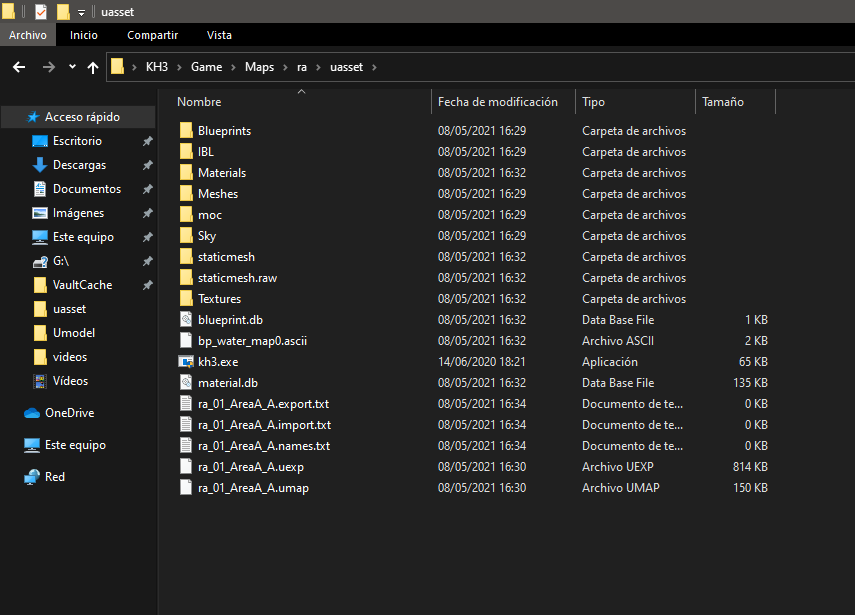 uasset
Archivo Inicio Compartir Vista
KH3 Game Maps ra uasset
Nombre Fecha de modificación Tipo Tamaño
Acceso rápido
Escritorio
Descargas
Documentos
Imágenes
Este equipo
G:\
VaultCache
uasset
Umodel
videos
Vídeos
OneDrive
Este equipo
Red
Blueprints 08/05/2021 16:29 Carpeta de archivos
IBL 08/05/2021 16:29 Carpeta de archivos
Materials 08/05/2021 16:32 Carpeta de archivos
Meshes 08/05/2021 16:29 Carpeta de archivos
moc 08/05/2021 16:29 Carpeta de archivos
Sky 08/05/2021 16:29 Carpeta de archivos
staticmesh 08/05/2021 16:32 Carpeta de archivos
staticmesh.raw 08/05/2021 16:32 Carpeta de archivos
Textures 08/05/2021 16:32 Carpeta de archivos
blueprint.db 08/05/2021 16:32 Data Base File 1 KB
bp_water_map0.ascii 08/05/2021 16:32 Archivo ASCII 2 KB
kh3.exe 14/06/2020 18:21 Aplicación 65 KB
material.db 08/05/2021 16:32 Data Base File 135 KB
ra_01_AreaA_A.export.txt 08/05/2021 16:34 Documento de te... 0 KB
ra_01_AreaA_A.import.txt 08/05/2021 16:34 Documento de te... 0 KB
ra_01_AreaA_A.names.txt 08/05/2021 16:34 Documento de te... 0 KB
ra_01_AreaA_A.uexp 08/05/2021 16:30 Archivo UEXP 814 KB
ra_01_AreaA_A.umap 08/05/2021 16:30 Archivo UMAP 150 KB